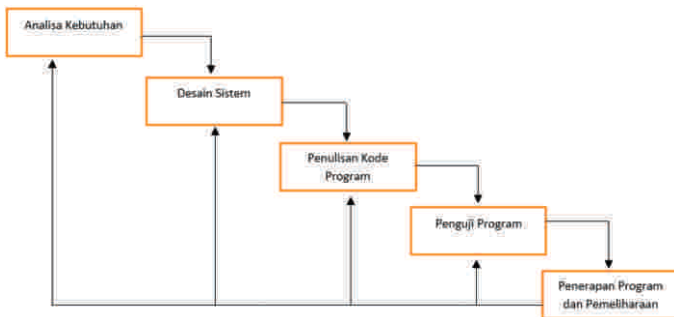 Analisa Kebutuhan
Desain Sistem
Penulisan Kode
Program
Penguji Program
Penerapan Program
dan Pemeliharaan